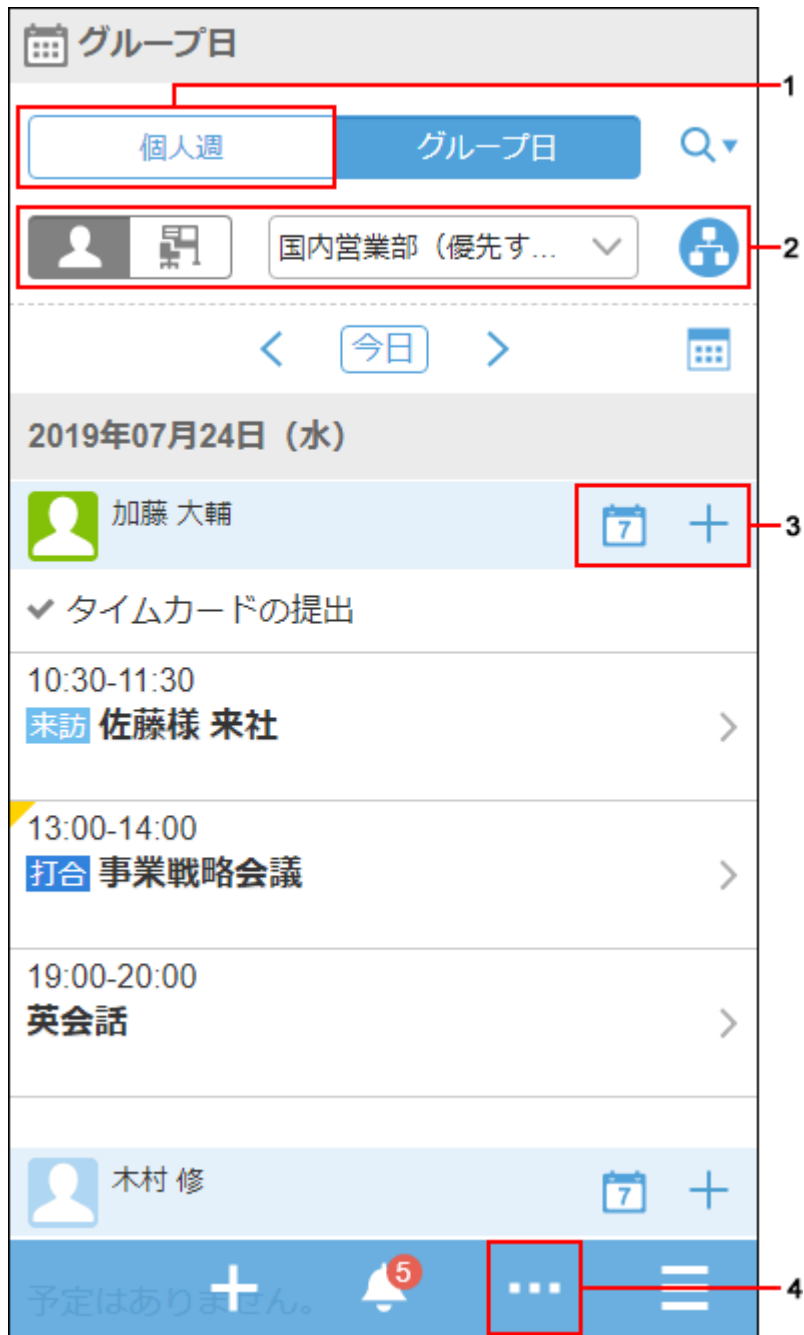 グループ日
1
個人週 グループ日
国内営業部（優先す... 2
今日
2019年07月24日（水）
加藤 大輔 7 3
タイムカードの提出
10:30-11:30
来訪 佐藤様 来社
13:00-14:00
打合 事業戦略会議
19:00-20:00
英会話
木村 修 7
5
予定はありません。 4